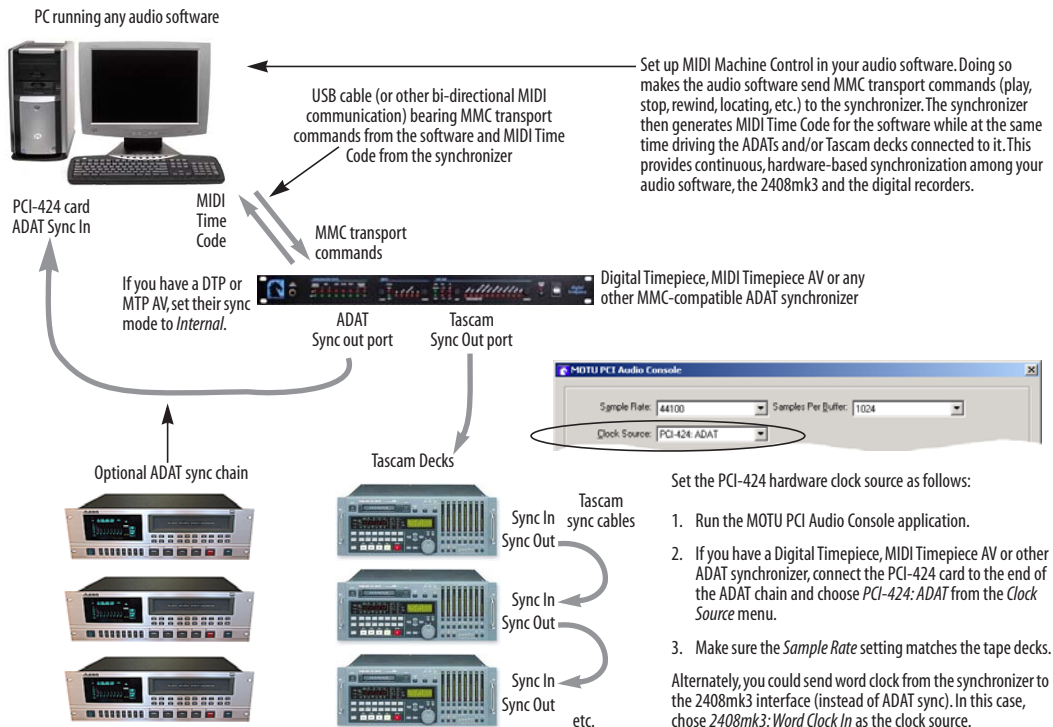 PC running any audio software
Set up MIDI Machine Control in your audio software. Doing so
makes the audio software send MMC transport commands (play,
stop, rewind, locating, etc.) to the synchronizer. The synchronizer
then generates MIDI Time Code for the software while at the same
time driving the ADATs and/or Tascam decks connected to it. This
provides continuous, hardware-based synchronization among your
audio software, the 2408mk3 and the digital recorders.
USB cable (or other bi-directional MIDI
communication) bearing MMC transport
commands from the software and MIDI Time
Code from the synchronizer
PCI-424 card
ADAT Sync In
MIDI
Time
Code
MMC transport
commands
If you have a DTP or
MTP AV, set their sync
mode to Internal.
Digital Timepiece, MIDI Timepiece AV or any
other MMC-compatible ADAT synchronizer
ADAT
Sync out port
Tascam
Sync Out port
MOTU PCI Audio Console
Sample Rate: 44100
Samples Per Buffer: 1024
Clock Source: PCI-424: ADAT
Optional ADAT sync chain
Tascam Decks
Tascam
sync cables
Sync In
Sync Out
Sync In
Sync Out
Sync In
Sync Out
etc.
Set the PCI-424 hardware clock source as follows:
1. Run the MOTU PCI Audio Console application.
2. If you have a Digital Timepiece, MIDI Timepiece AV or other
ADAT synchronizer, connect the PCI-424 card to the end of
the ADAT chain and choose PCI-424: ADAT from the Clock
Source menu.
3. Make sure the Sample Rate setting matches the tape decks.
Alternately, you could send word clock from the synchronizer to
the 2408mk3 interface (instead of ADAT sync). In this case,
chose 2408mk3: Word Clock In as the clock source.